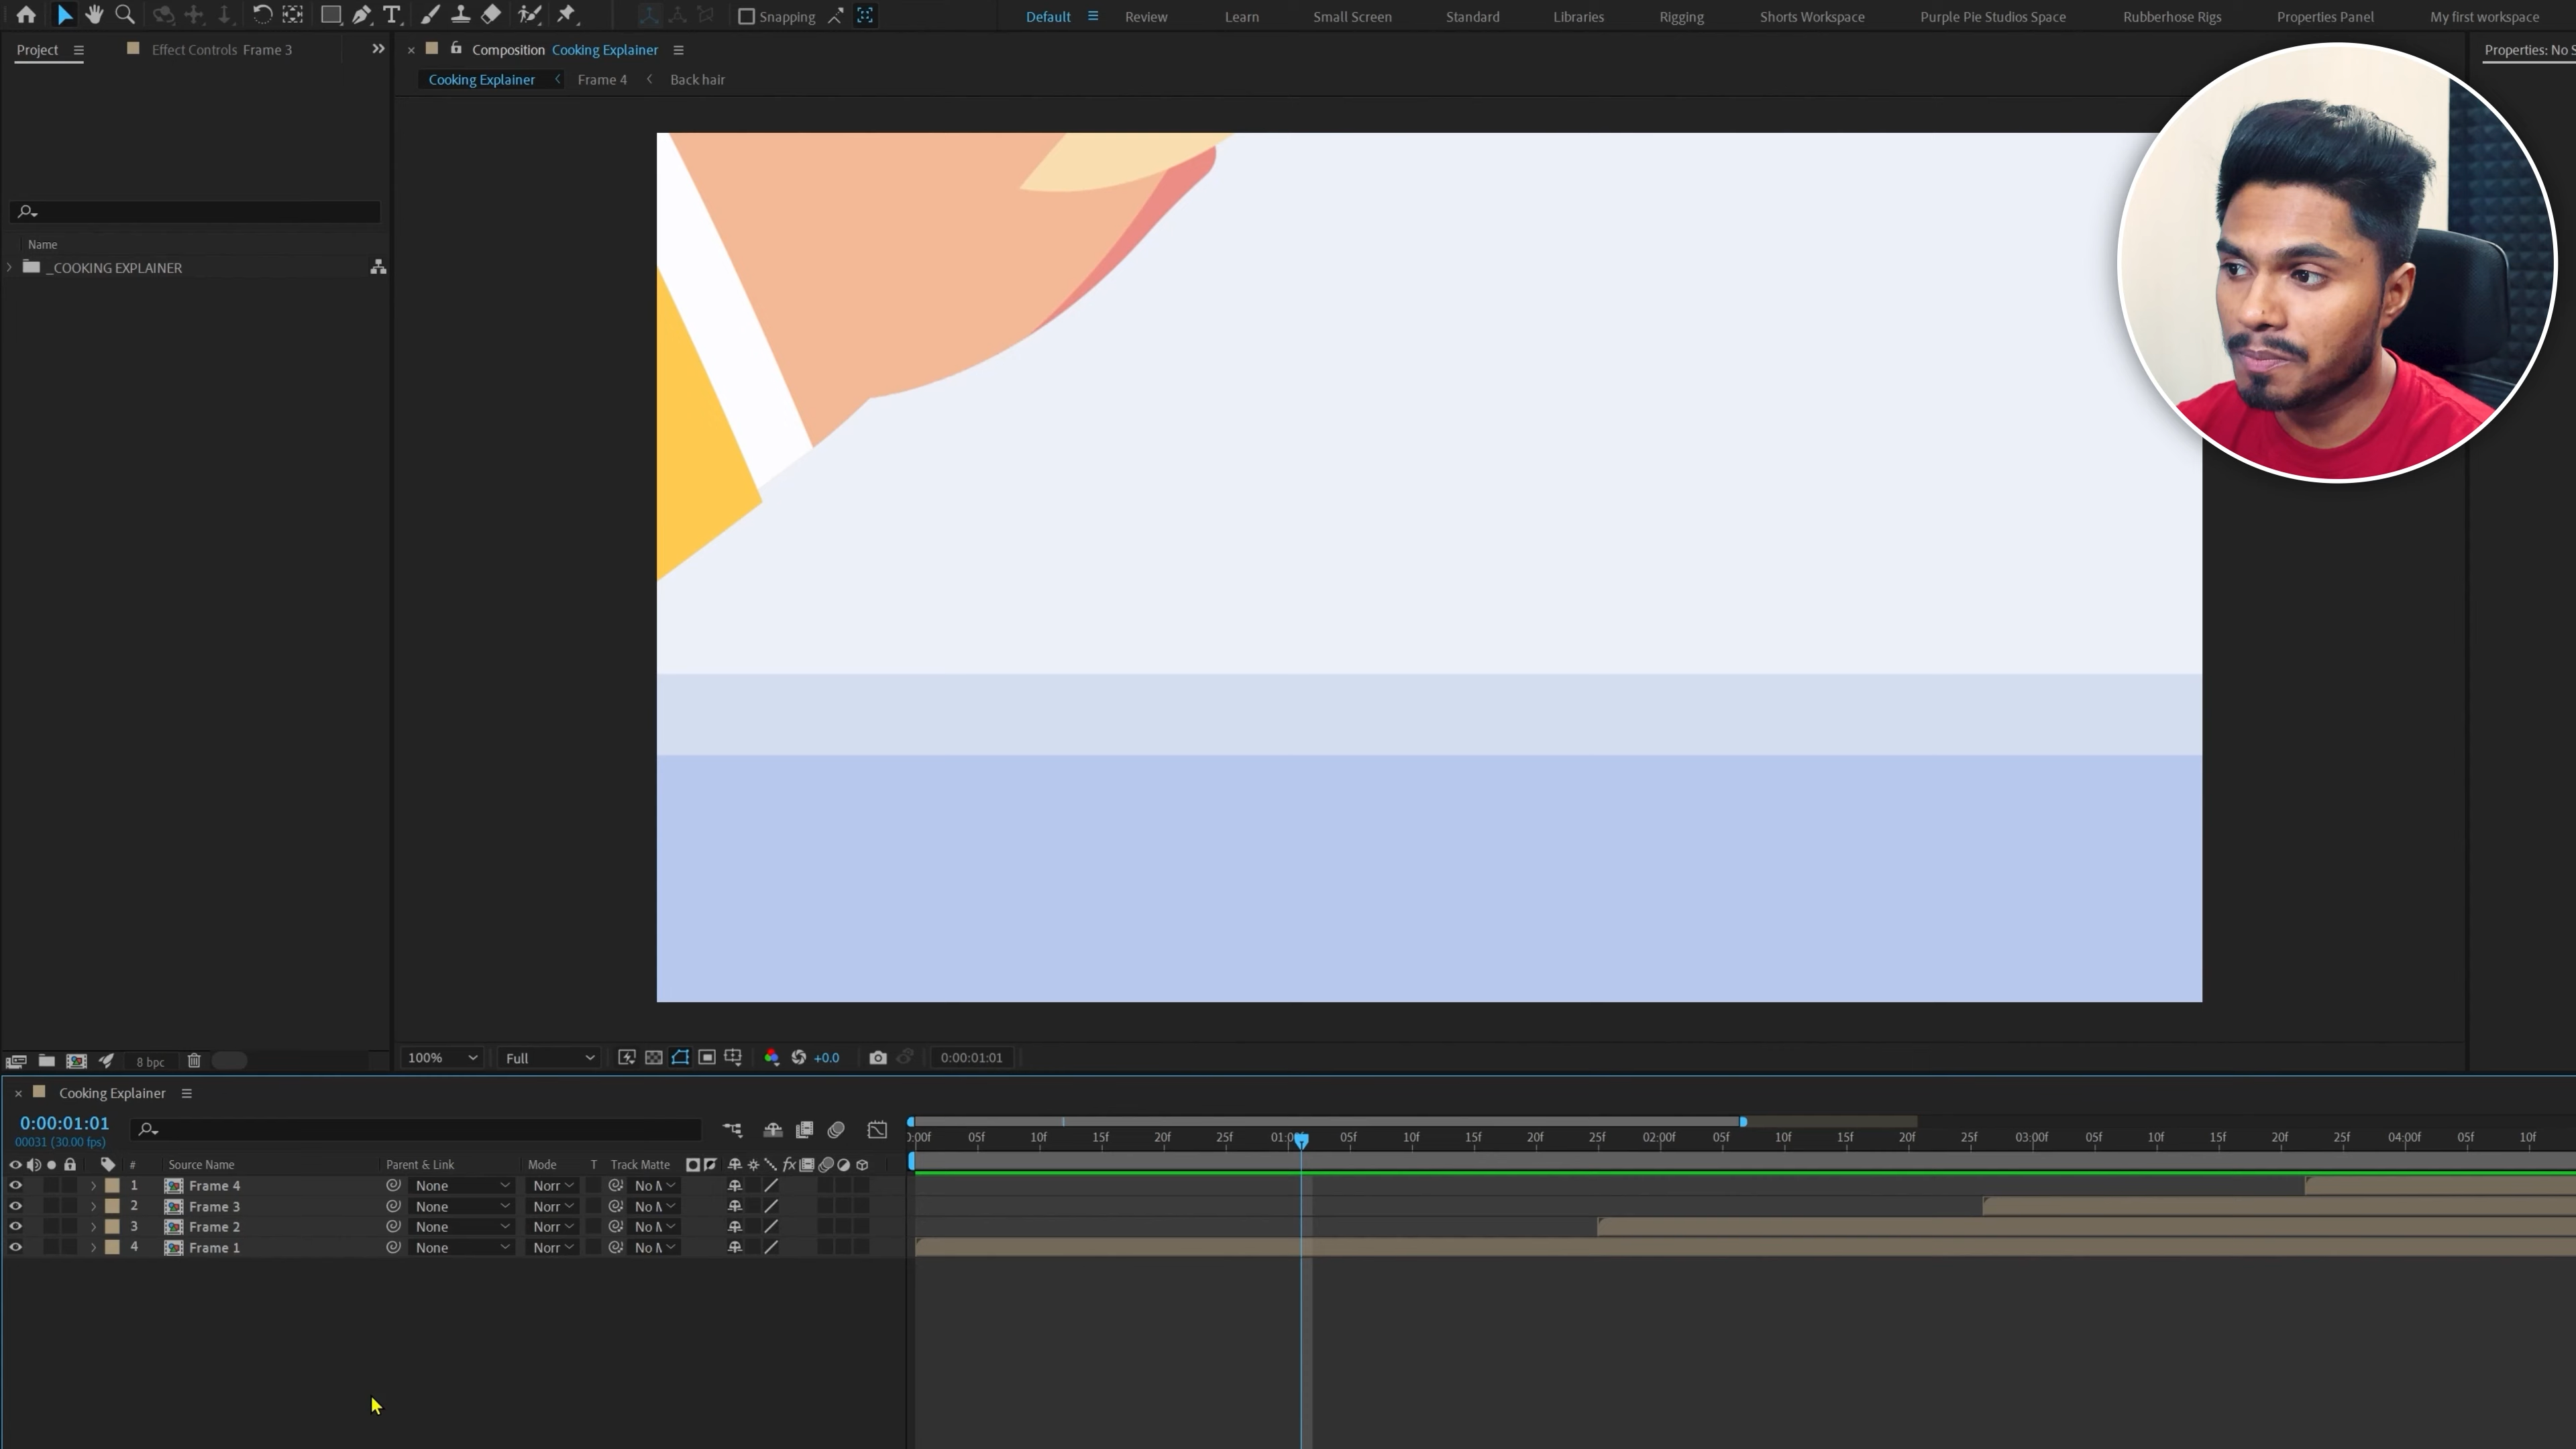 Snapping
Default Review Learn Small Screen Standard Libraries Rigging Shorts Workspace Purple Pie Studios Space Rubberhose Rigs Properties Panel My first workspace
Project Effect Controls Frame 3
Composition Cooking Explainer
Properties: No S
Cooking Explainer Frame 4 Back hair
Name
_COOKING EXPLAINER
8 bpc
100% Full +0.0 0:00:01:01
Cooking Explainer
0:00:01:01
00031 (30.00 fps)
):00f 05f 10f 15f 20f 25f 01:00f 05f 10f 15f 20f 25f 02:00f 05f 10f 15f 20f 25f 03:00f 05f 10f 15f 20f 25f 04:00f 05f 10f
# Source Name Parent & Link Mode T Track Matte fx
1 Frame 4 None Norr No M
2 Frame 3 None Norr No M
3 Frame 2 None Norr No M
4 Frame 1 None Norr No M